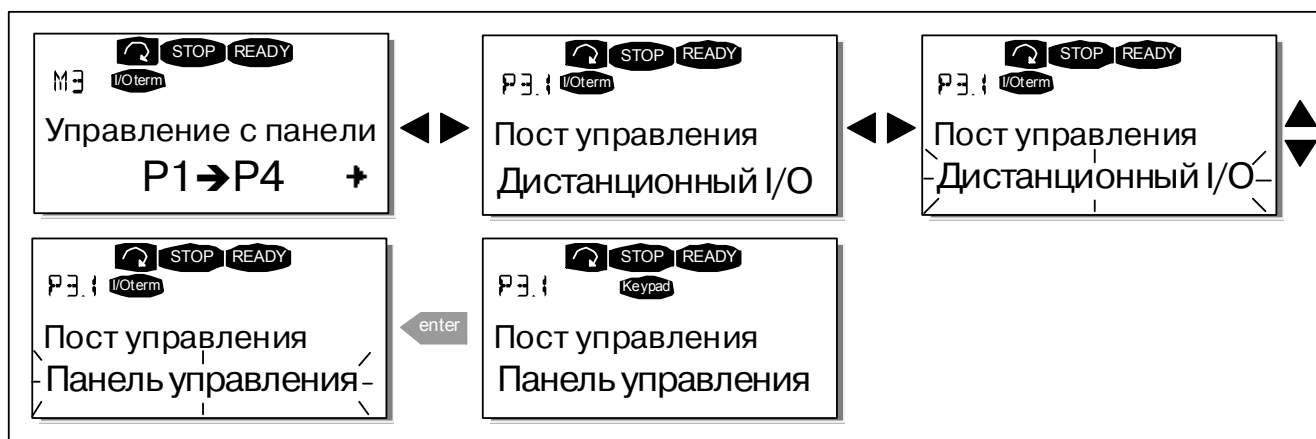 STOP READY
M3 I/Oterm
Управление с панели
P1➔P4
STOP READY
P3.1 I/Oterm
Пост управления
Дистанционный I/O
STOP READY
P3.1 I/Oterm
Пост управления
Дистанционный I/O
STOP READY
P3.1 I/Oterm
Пост управления
Панель управления
enter
STOP READY
P3.1 Keypad
Пост управления
Панель управления